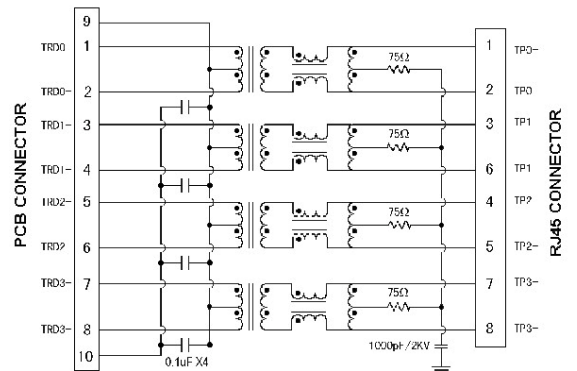 PCB CONNECTOR
9
TRD0 1
TRD0- 2
TRD1- 3
TRD1- 4
TRD2- 5
TRD2 6
TRD3- 7
TRD3- 8
10
0.1uF X4
75Ω
75Ω
75Ω
75Ω
1000pF/2KV
1 TP0-
2 TP0
3 TP1
6 TP1
4 TP2
5 TP2-
7 TP3-
8 TP3-
RJ45 CONNECTOR